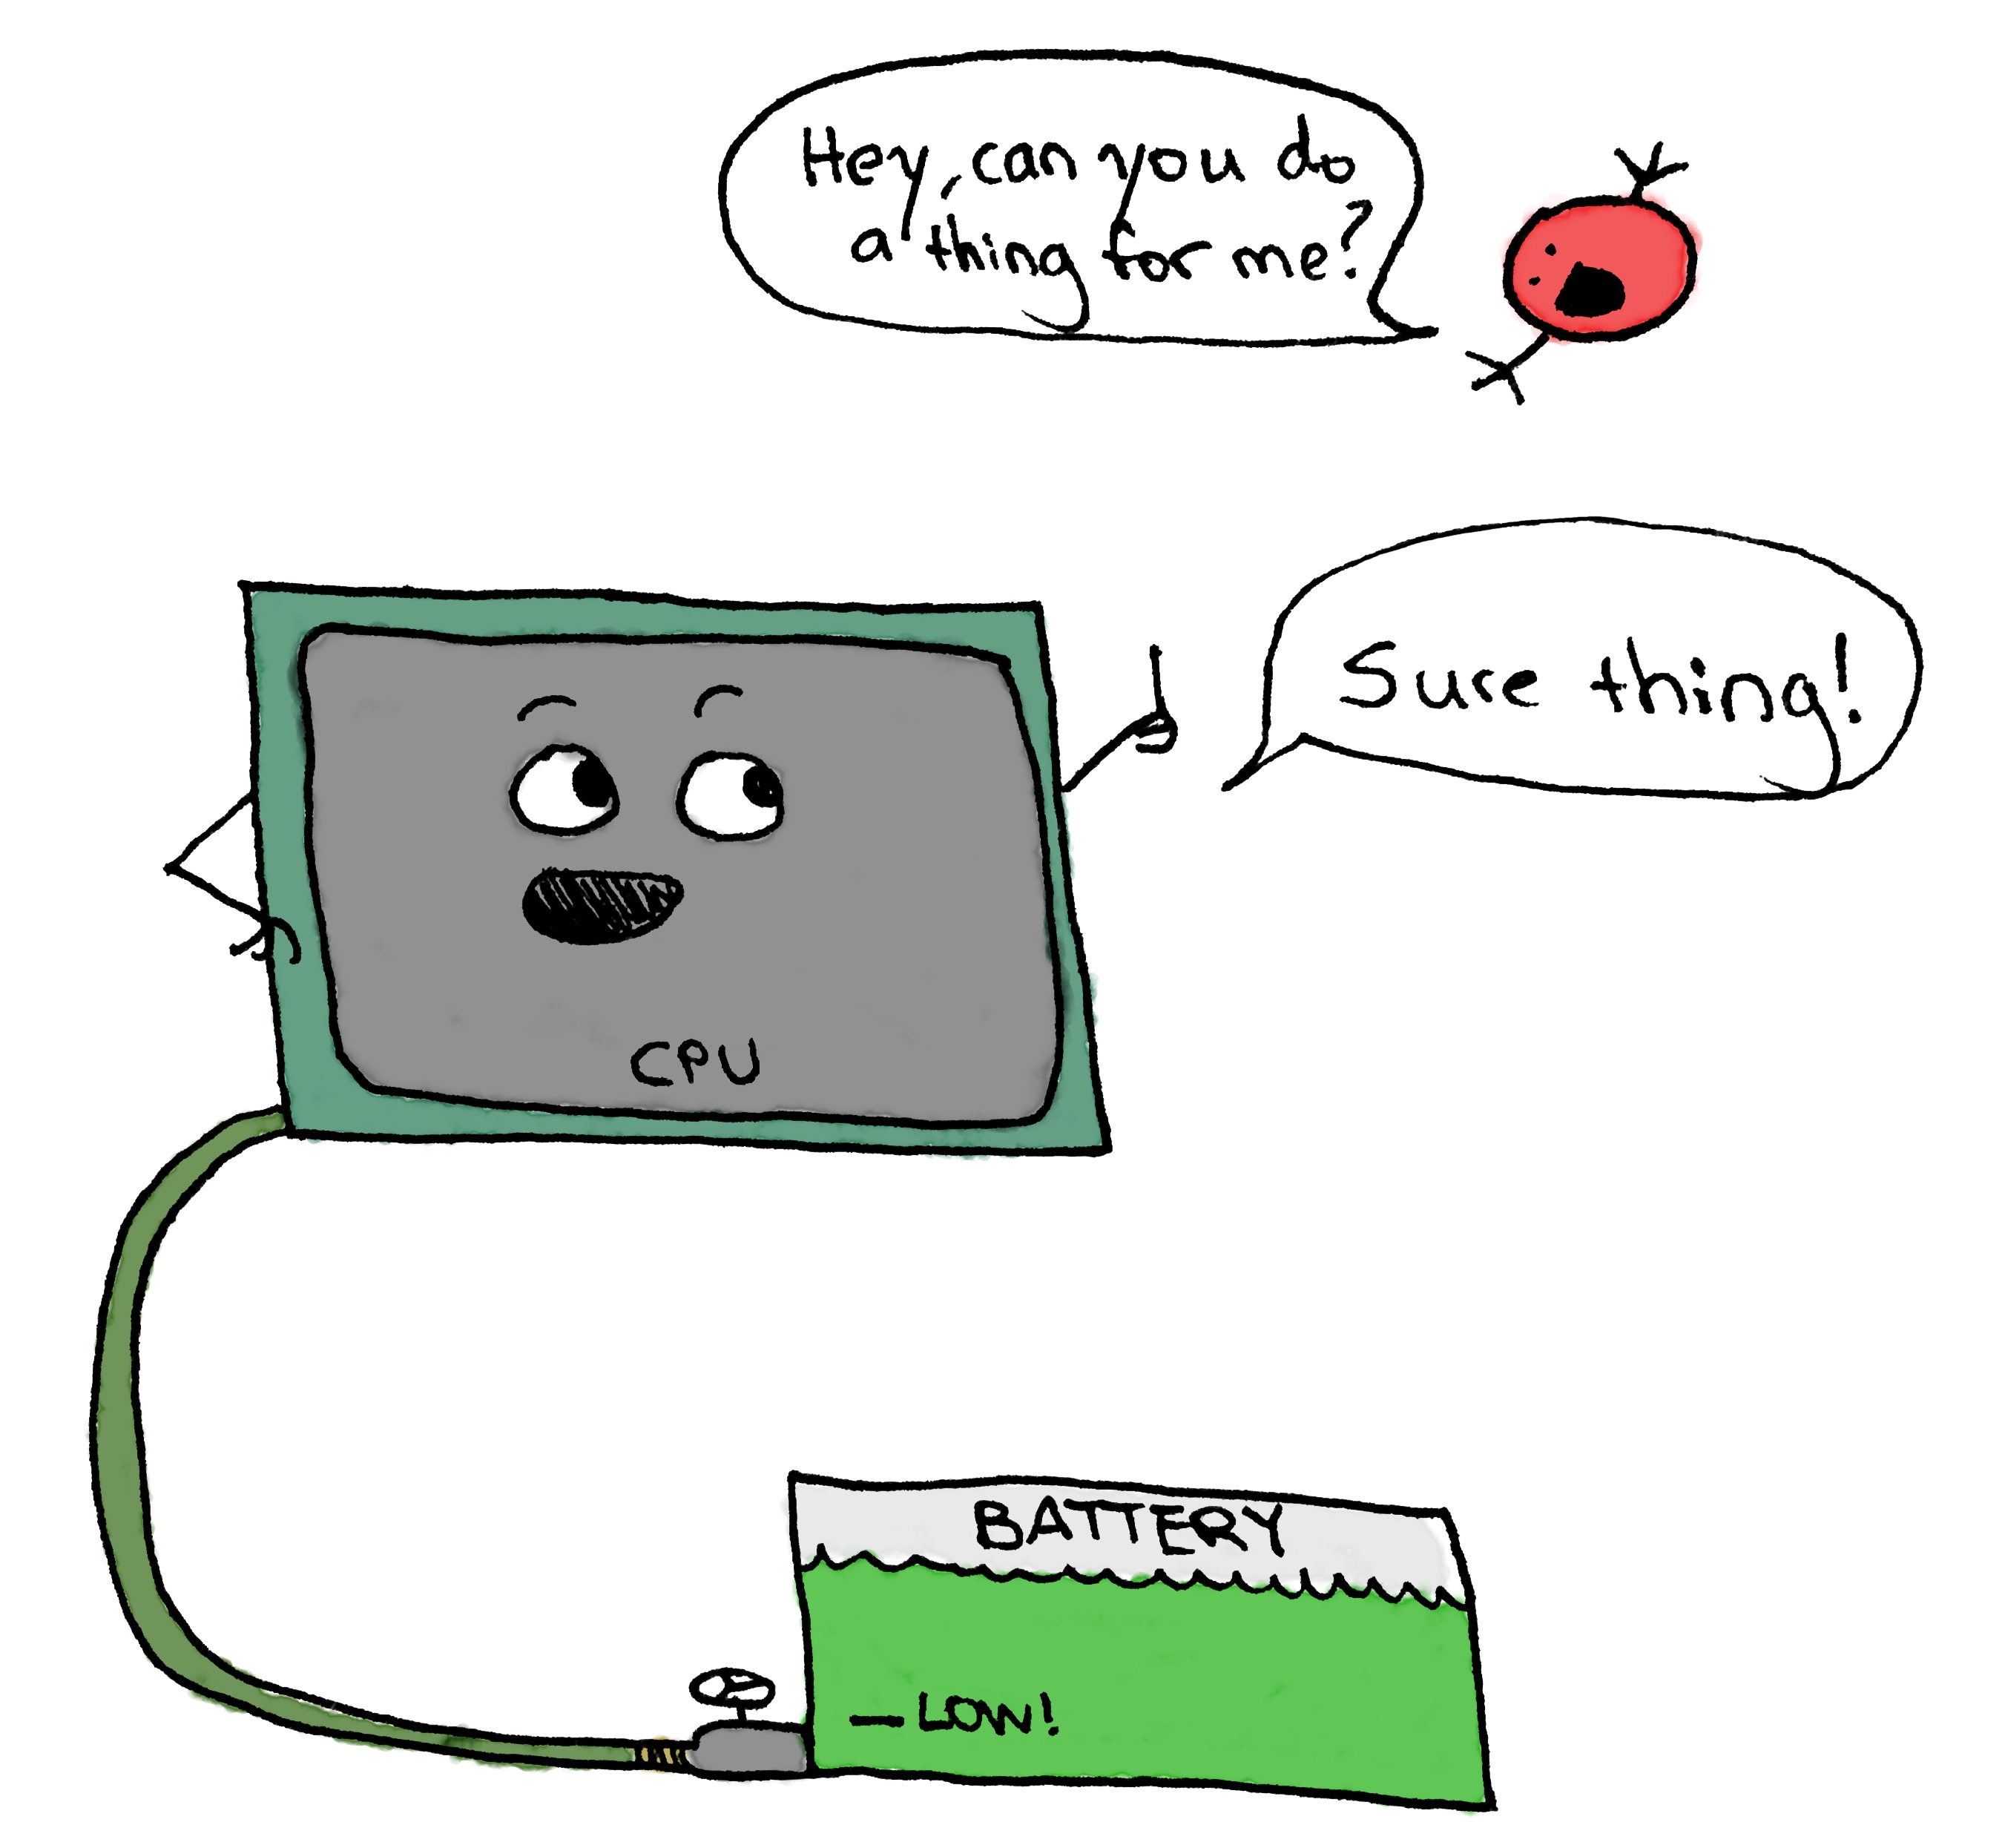 Hey, can you do
a thing for me?
Sure thing!
CPU
BATTERY
— LOW!